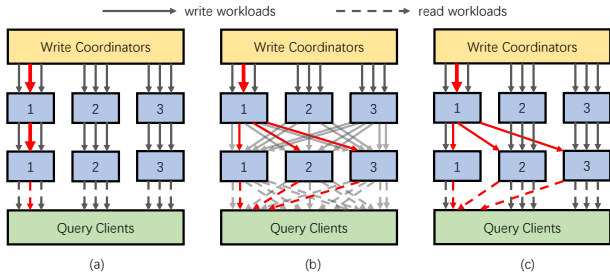 write workloads read workloads
Write Coordinators Write Coordinators Write Coordinators
1 2 3 1 2 3 1 2 3
1 2 3 1 2 3 1 2 3
Query Clients Query Clients Query Clients
(a) (b) (c)